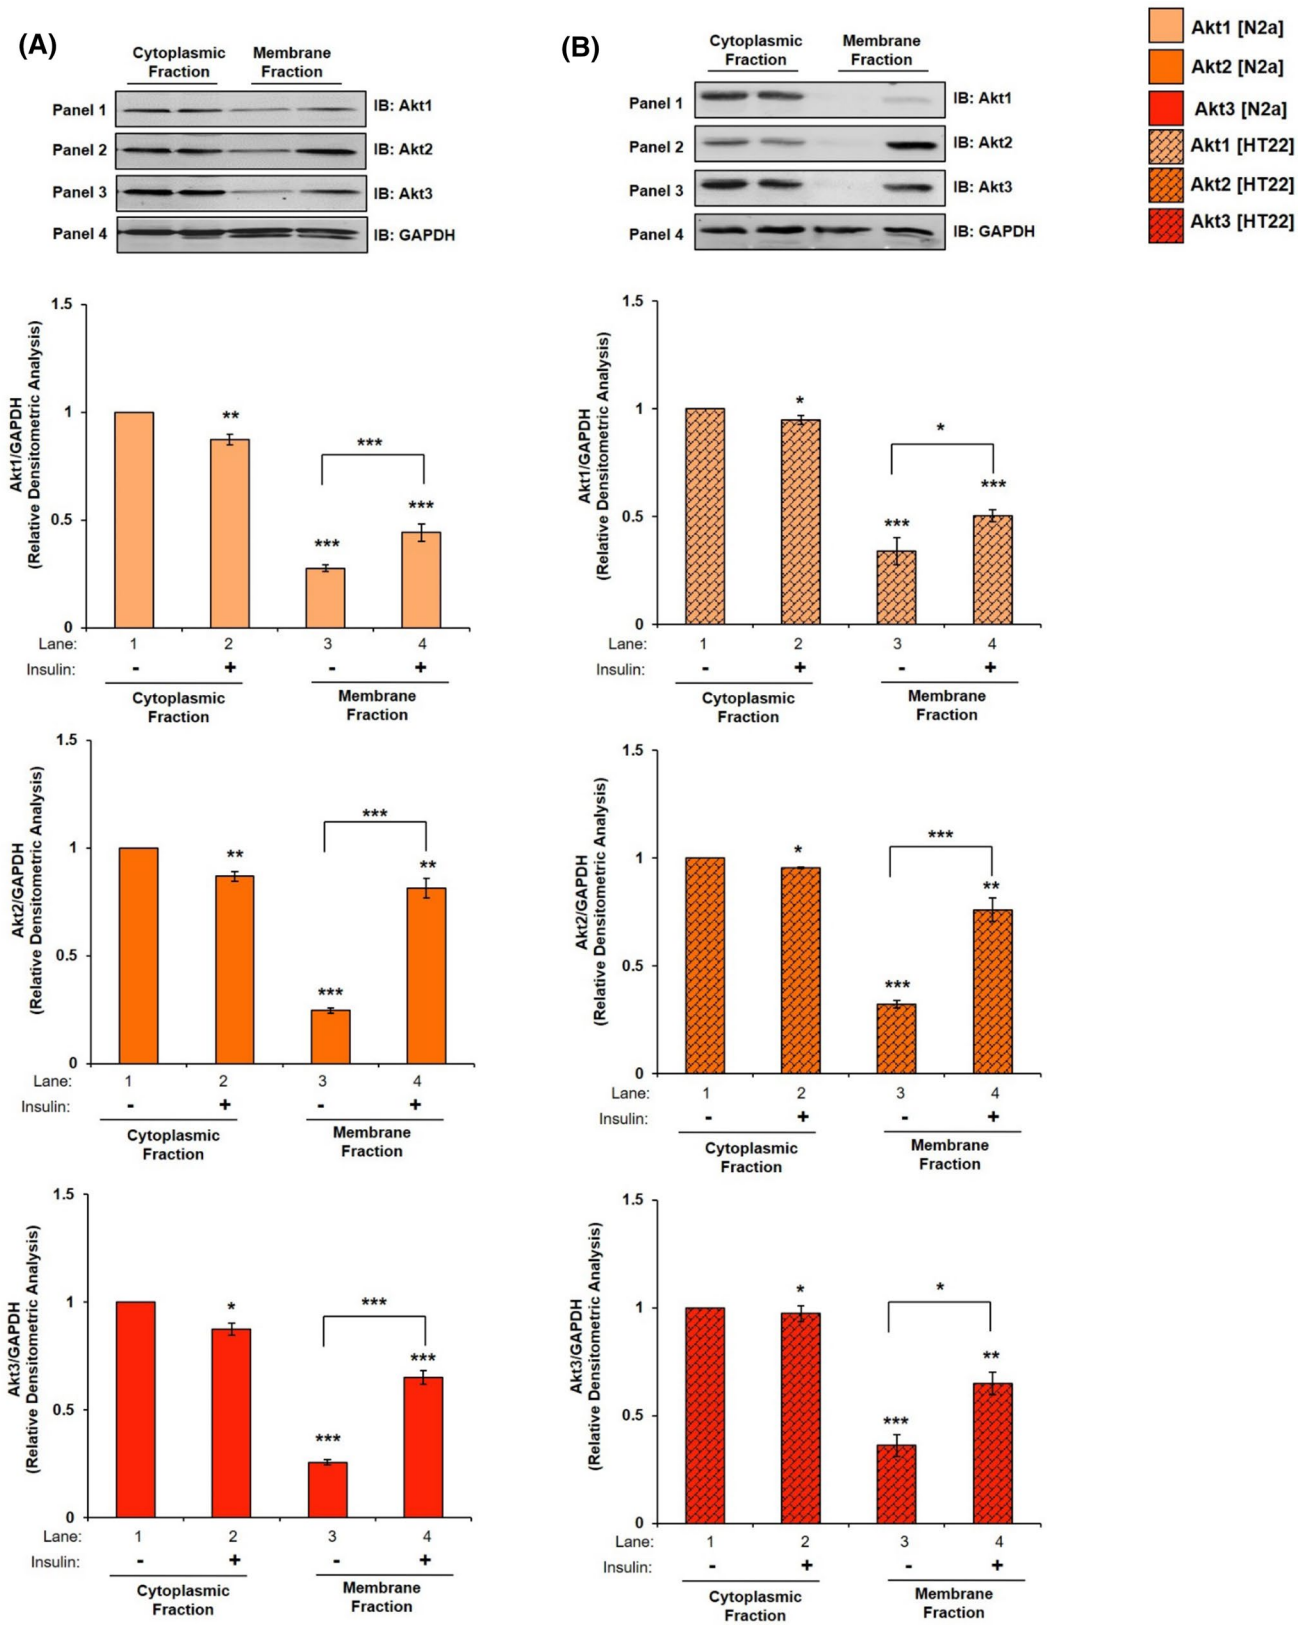 (A)
Cytoplasmic Fraction
Membrane Fraction
Panel 1
IB: Akt1
Panel 2
IB: Akt2
Panel 3
IB: Akt3
Panel 4
IB: GAPDH
(B)
Cytoplasmic Fraction
Membrane Fraction
Panel 1
IB: Akt1
Panel 2
IB: Akt2
Panel 3
IB: Akt3
Panel 4
IB: GAPDH
Akt1 [N2a]
Akt2 [N2a]
Akt3 [N2a]
Akt1 [HT22]
Akt2 [HT22]
Akt3 [HT22]
Akt1/GAPDH
(Relative Densitometric Analysis)
1.5
1
0.5
0
**
***
***
***
Lane: 1 2 3 4
Insulin: - + - +
Cytoplasmic Fraction
Membrane Fraction
Akt1/GAPDH
(Relative Densitometric Analysis)
1.5
1
0.5
0
*
***
*
***
Lane: 1 2 3 4
Insulin: - + - +
Cytoplasmic Fraction
Membrane Fraction
Akt2/GAPDH
(Relative Densitometric Analysis)
1.5
1
0.5
0
**
***
***
**
Lane: 1 2 3 4
Insulin: - + - +
Cytoplasmic Fraction
Membrane Fraction
Akt2/GAPDH
(Relative Densitometric Analysis)
1.5
1
0.5
0
*
***
***
**
Lane: 1 2 3 4
Insulin: - + - +
Cytoplasmic Fraction
Membrane Fraction
Akt3/GAPDH
(Relative Densitometric Analysis)
1.5
1
0.5
0
*
***
***
***
Lane: 1 2 3 4
Insulin: - + - +
Cytoplasmic Fraction
Membrane Fraction
Akt3/GAPDH
(Relative Densitometric Analysis)
1.5
1
0.5
0
*
***
*
**
Lane: 1 2 3 4
Insulin: - + - +
Cytoplasmic Fraction
Membrane Fraction